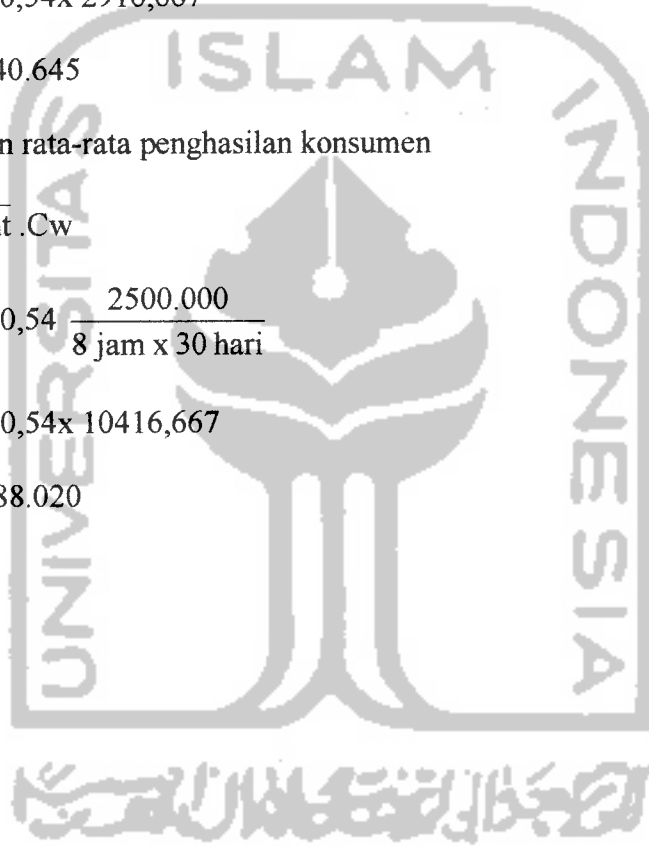 0,54x 2916,667
ISLAM
40.645
n rata-rata penghasilan konsumen
nt .Cw
0,54 2500.000
8 jam x 30 hari
0,54x 10416,667
88.020
UNIVERSITAS
INDONESIA